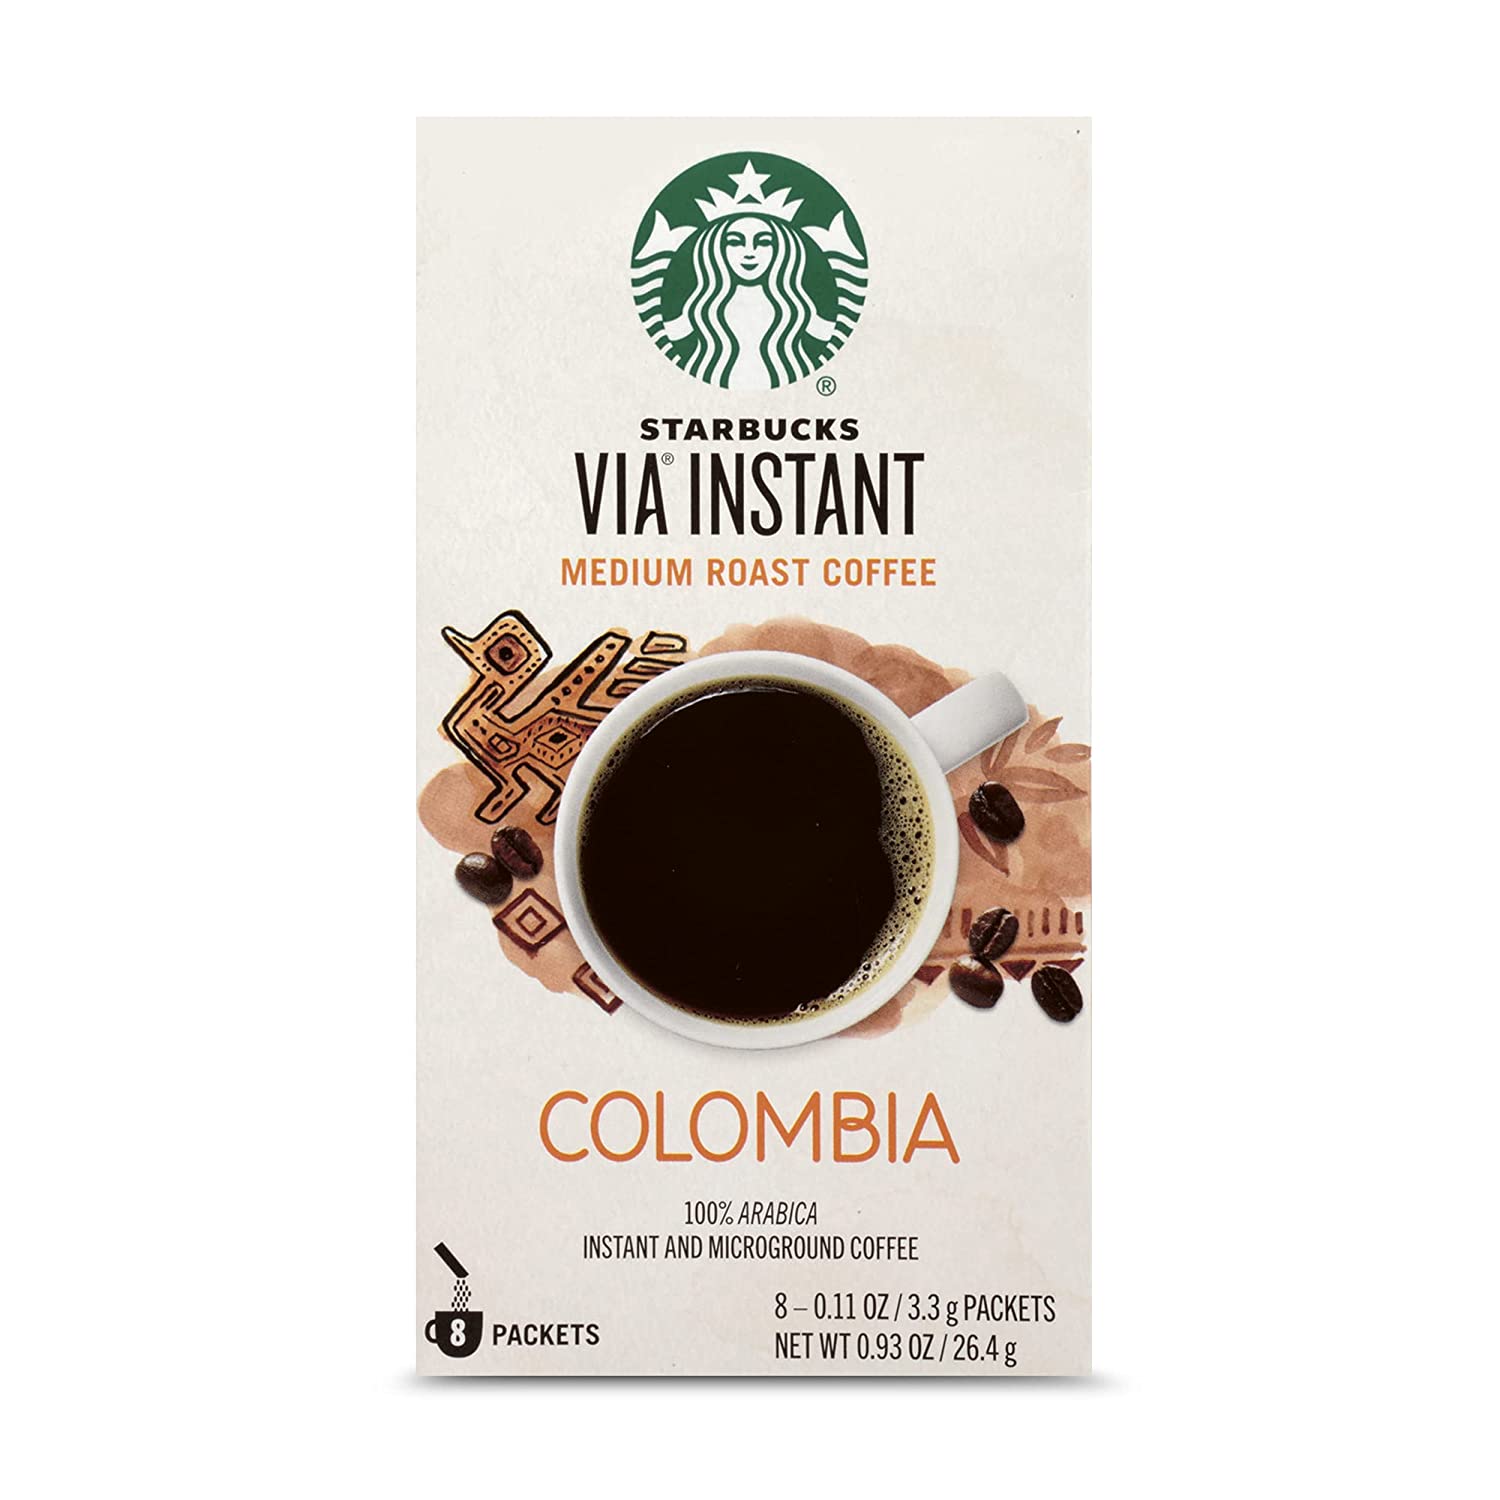 ®
STARBUCKS
VIA® INSTANT
MEDIUM ROAST COFFEE
COLOMBIA
100% ARABICA
INSTANT AND MICROGROUND COFFEE
8 – 0.11 OZ / 3.3 g PACKETS
8 PACKETS
NET WT 0.93 OZ / 26.4 g